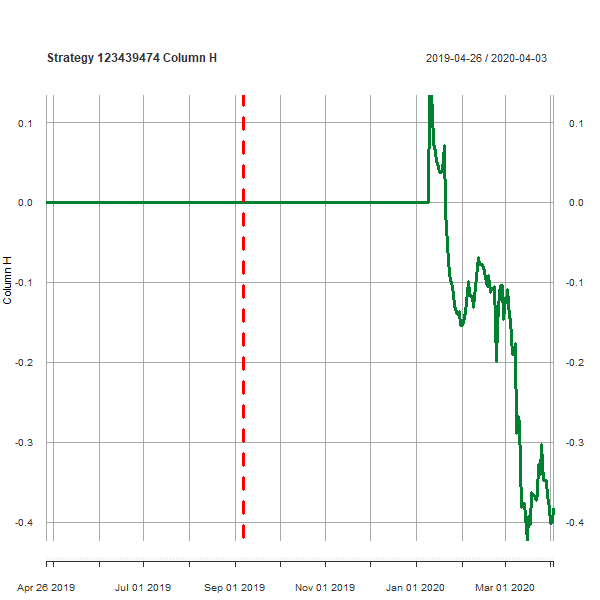 Strategy 123439474 Column H
2019-04-26 / 2020-04-03
0.1 0.1
0.0 0.0
-0.1 -0.1
-0.2 -0.2
-0.3 -0.3
-0.4 -0.4
Column H
Apr 26 2019 Jul 01 2019 Sep 01 2019 Nov 01 2019 Jan 01 2020 Mar 01 2020